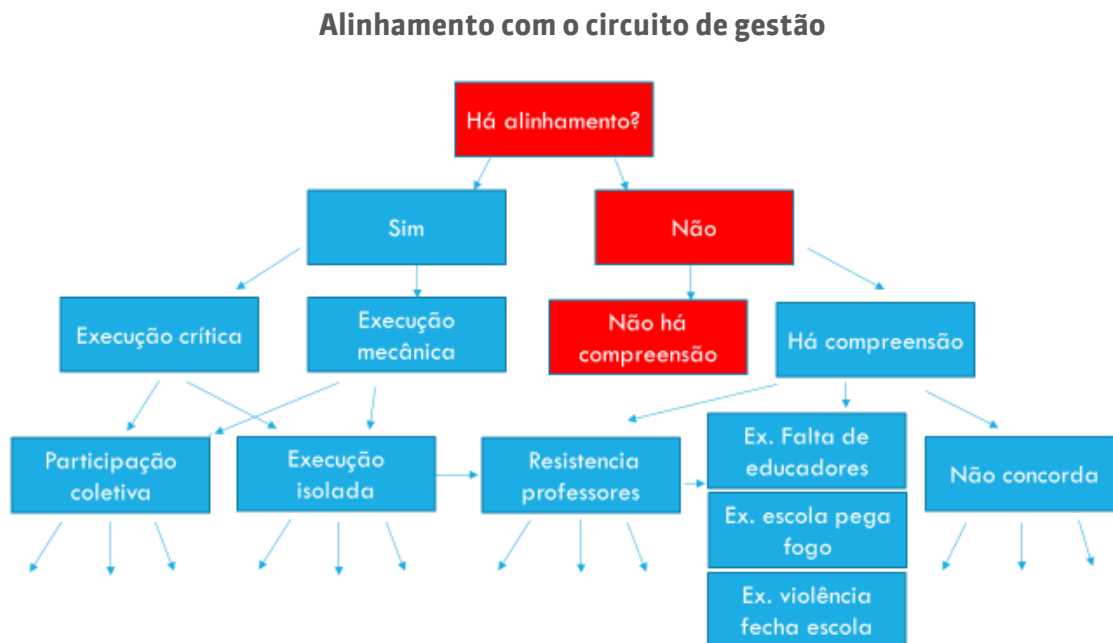 Alinhamento com o circuito de gestão
Há alinhamento?
Sim
Não
Execução crítica
Execução
mecânica
Não há
compreensão
Há compreensão
Participação
coletiva
Execução
isolada
Resistencia
professores
Ex. Falta de
educadores
Ex. escola pega
fogo
Ex. violência
fecha escola
Não concorda